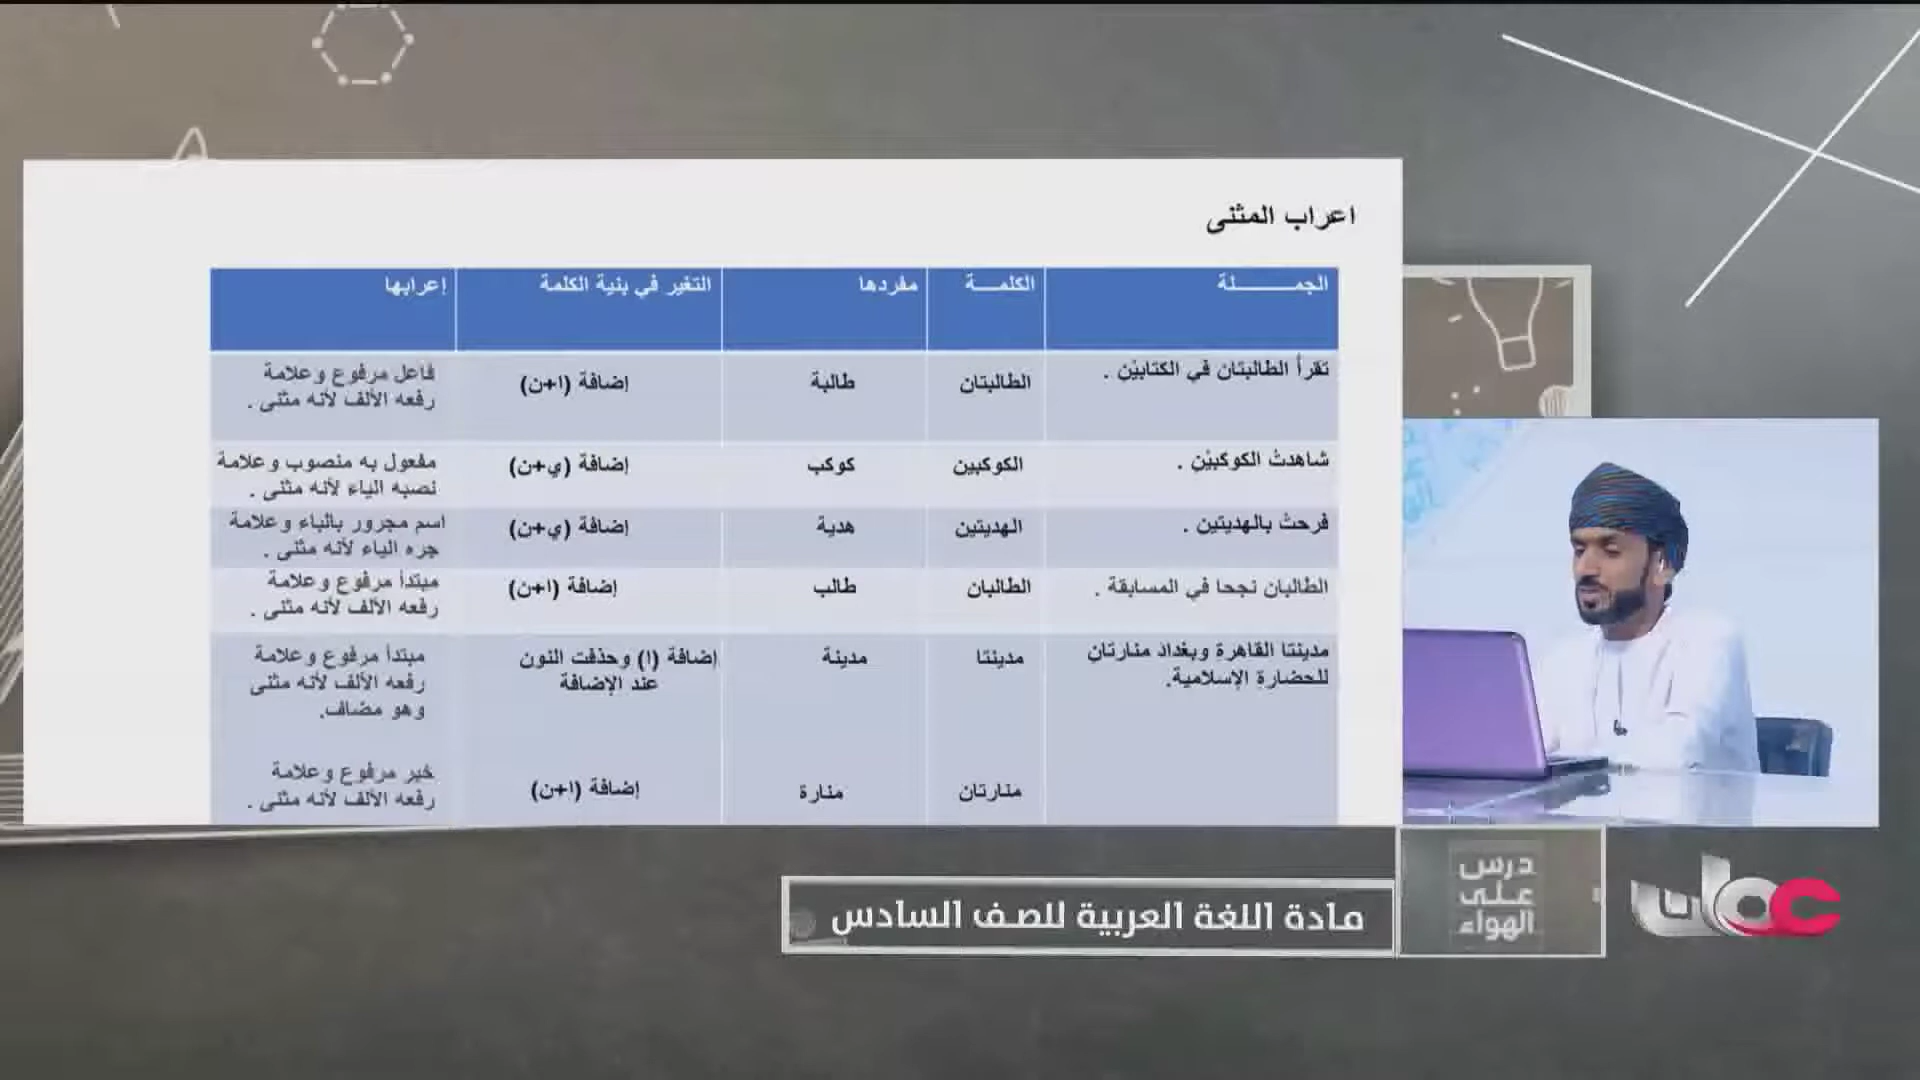 اعراب المثنى
الجمـــــــلة
الكلمـــة
مفردها
التغير في بنية الكلمة
إعرابها
تقرأُ الطالبتان في الكتابيْنِ .
الطالبتان
طالبة
إضافة (ا+ن)
فاعل مرفوع وعلامة
رفعه الألف لأنه مثنى .
شاهدتُ الكوكبيْنِ .
الكوكبين
كوكب
إضافة (ي+ن)
مفعول به منصوب وعلامة
نصبه الياء لأنه مثنى .
فرحتُ بالهديتين .
الهديتين
هدية
إضافة (ي+ن)
اسم مجرور بالباء وعلامة
جره الياء لأنه مثنى .
الطالبان نجحا في المسابقة .
الطالبان
طالب
إضافة (ا+ن)
مبتدأ مرفوع وعلامة
رفعه الألف لأنه مثنى .
مدينتا القاهرةِ وبغدادَ منارتانِ
للحضارة الإسلامية.
مدينتا
مدينة
إضافة (ا) وحذفت النون
عند الإضافة
مبتدأ مرفوع وعلامة
رفعه الألف لأنه مثنى
وهو مضاف.
منارتان
منارة
إضافة (ا+ن)
خبر مرفوع وعلامة
رفعه الألف لأنه مثنى .
درس
على
الهواء
مادة اللغة العربية للصف السادس